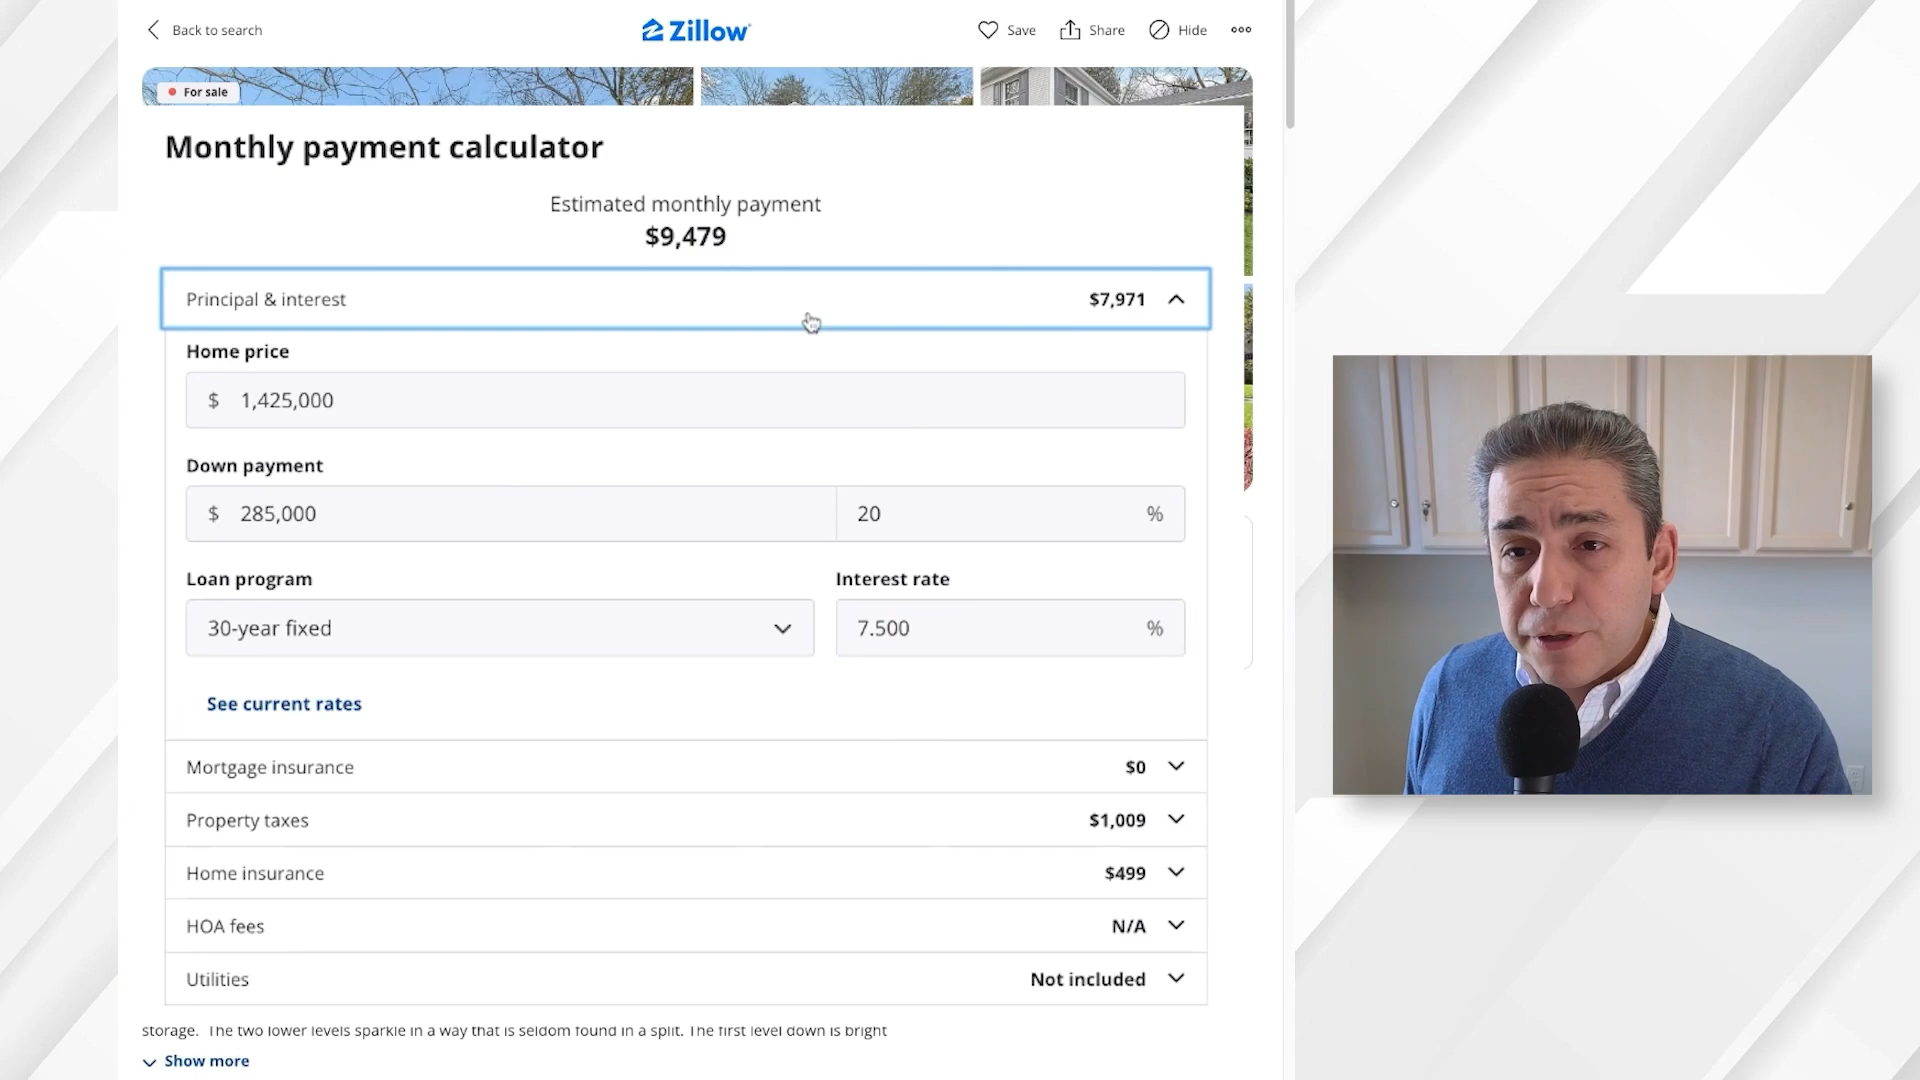 Back to search
Zillow
Save
Share
Hide
For sale
Monthly payment calculator
Estimated monthly payment
$9,479
Principal & interest $7,971
Home price
$ 1,425,000
Down payment
$ 285,000 20 %
Loan program Interest rate
30-year fixed 7.500 %
See current rates
Mortgage insurance $0
Property taxes $1,009
Home insurance $499
HOA fees N/A
Utilities Not included
storage. The two lower levels sparkle in a way that is seldom found in a split. The first level down is bright
Show more